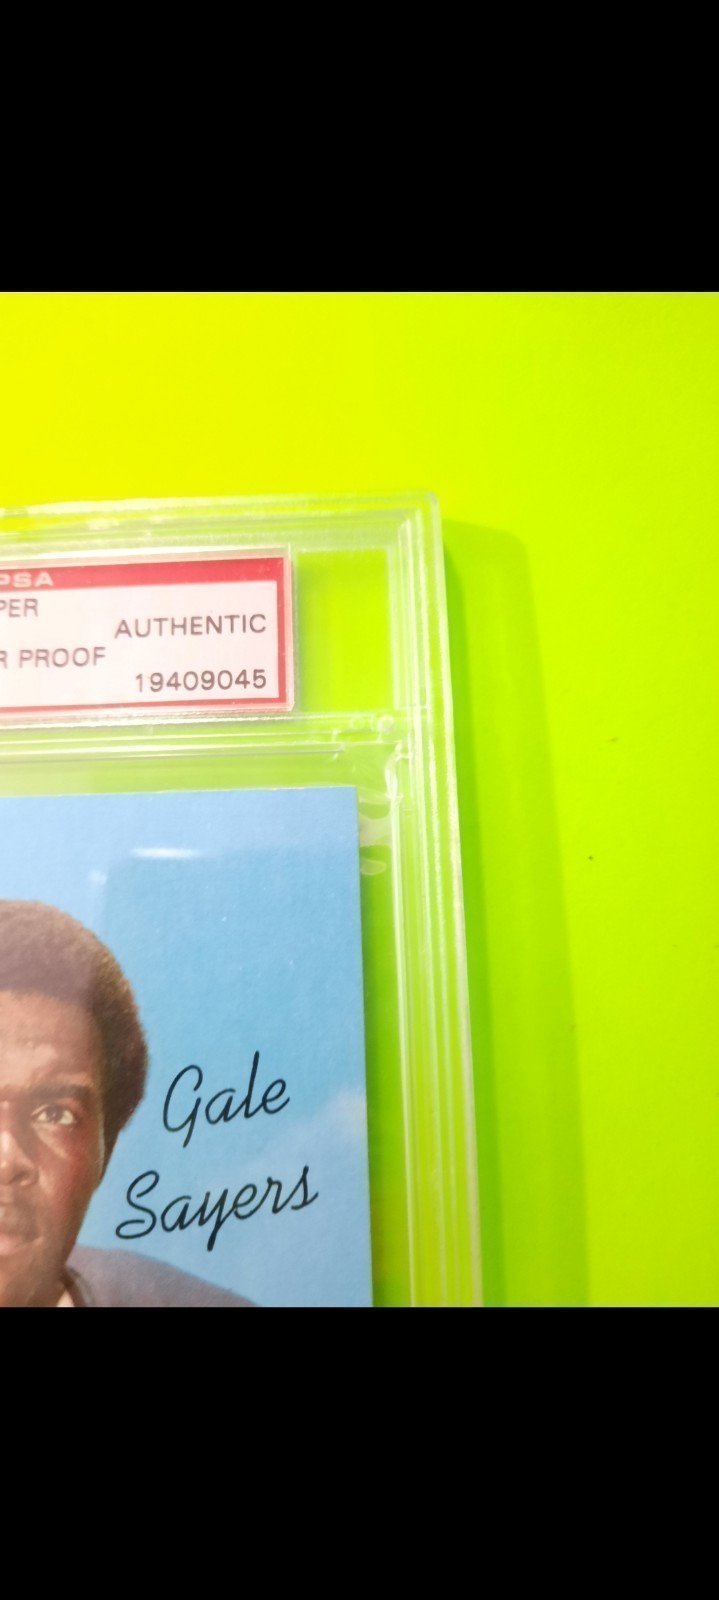 PSA
PER
AUTHENTIC
R PROOF
19409045
Gale
Sayers